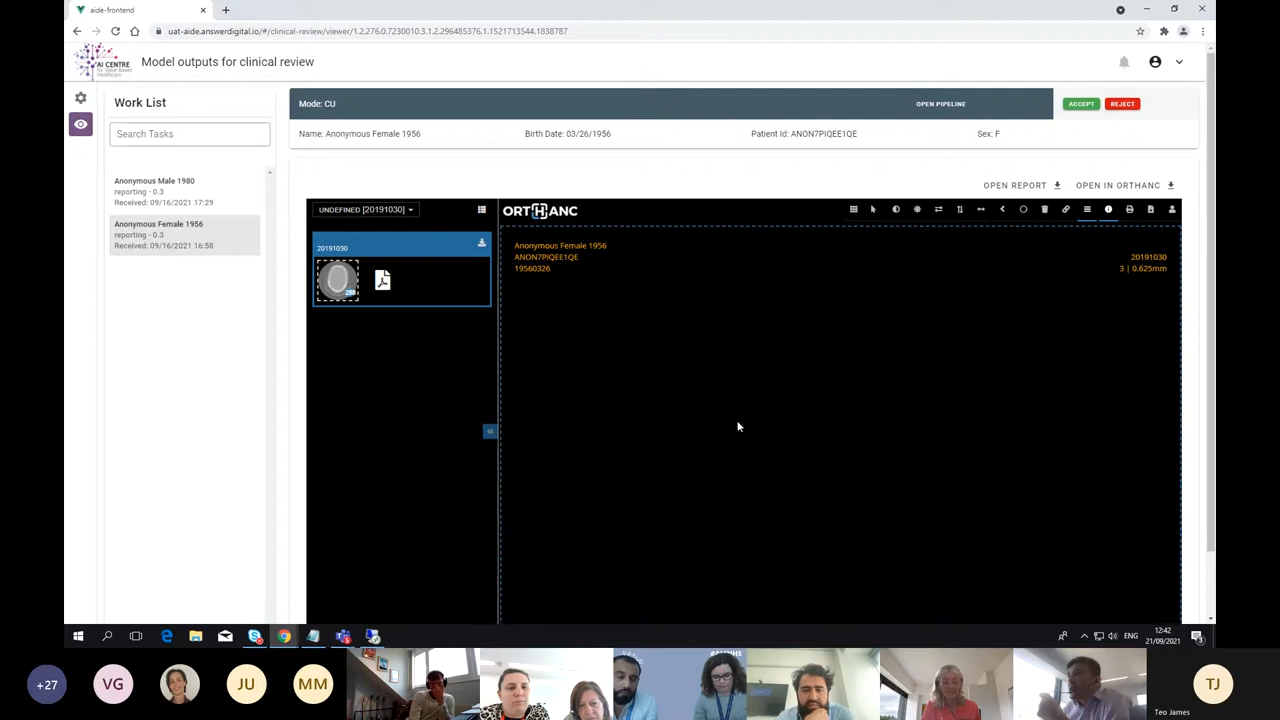 aide-frontend
uat-aide.answerdigital.io/#/clinical-review/viewer/1.2.276.0.7230010.3.1.2.296485376.1.1521713544.1838787
AI CENTRE
Model outputs for clinical review
Work List
Search Tasks
Anonymous Male 1980
reporting - 0.3
Received: 09/16/2021 17:29
Anonymous Female 1956
reporting - 0.3
Received: 09/16/2021 16:58
Mode: CU
OPEN PIPELINE
ACCEPT
REJECT
Name: Anonymous Female 1956
Birth Date: 03/26/1956
Patient Id: ANON7PIQEE1QE
Sex: F
OPEN REPORT
OPEN IN ORTHANC
UNDEFINED [20191030]
ORTHANC
20191030
288
Anonymous Female 1956
ANON7PIQEE1QE
19560326
20191030
3 | 0.625mm
ENG
12:42
21/09/2021
+27
VG
JU
MM
TJ
Teo James